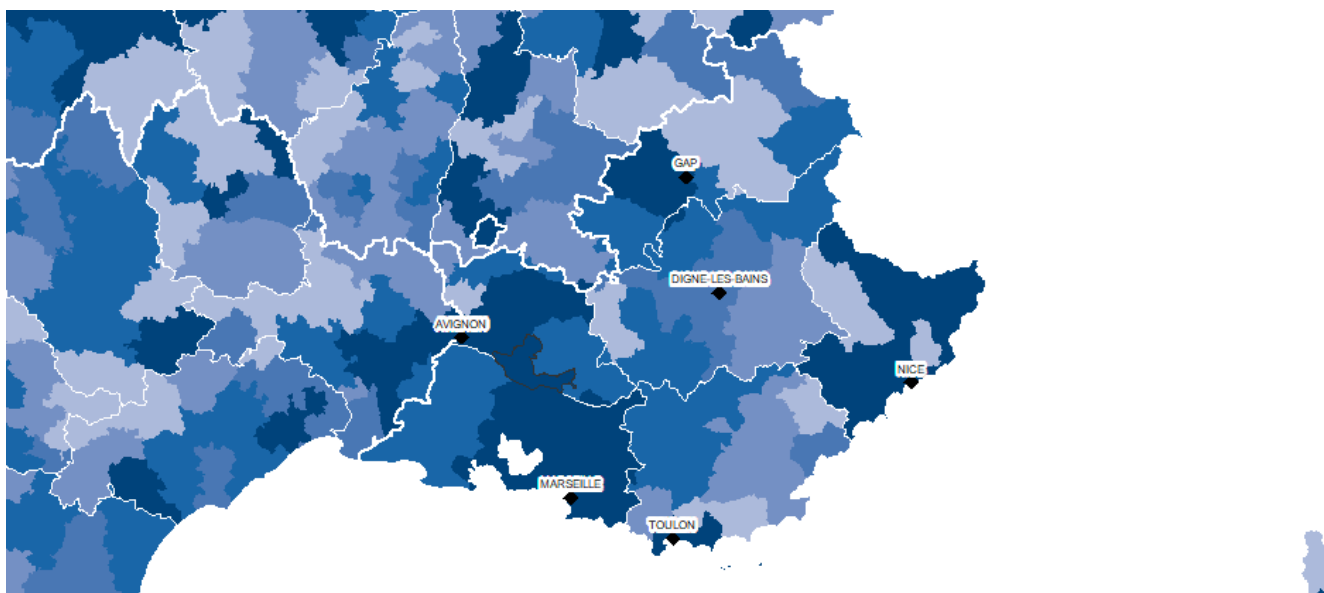 GAP
DIGNE-LES-BAINS
AVIGNON
NICE
MARSEILLE
TOULON